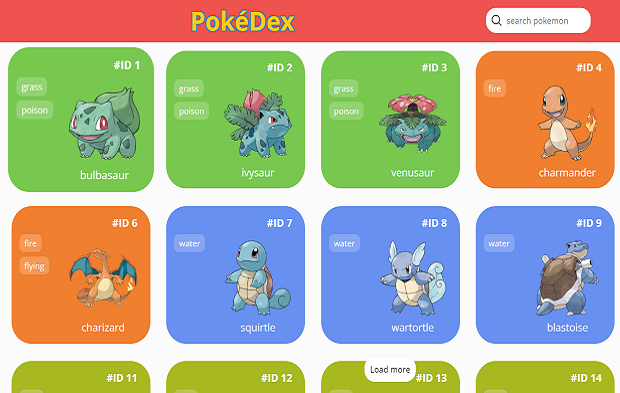 PokéDex
search pokemon
#ID 1
grass
poison
bulbasaur
#ID 2
grass
poison
ivysaur
#ID 3
grass
poison
venusaur
#ID 4
fire
charmander
#ID 6
fire
flying
charizard
#ID 7
water
squirtle
#ID 8
water
wartortle
#ID 9
water
blastoise
#ID 11
#ID 12
#ID 13
#ID 14
Load more